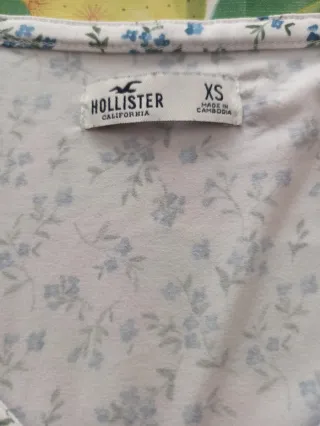 HOLLISTER
CALIFORNIA
XS
MADE IN
CAMBODIA